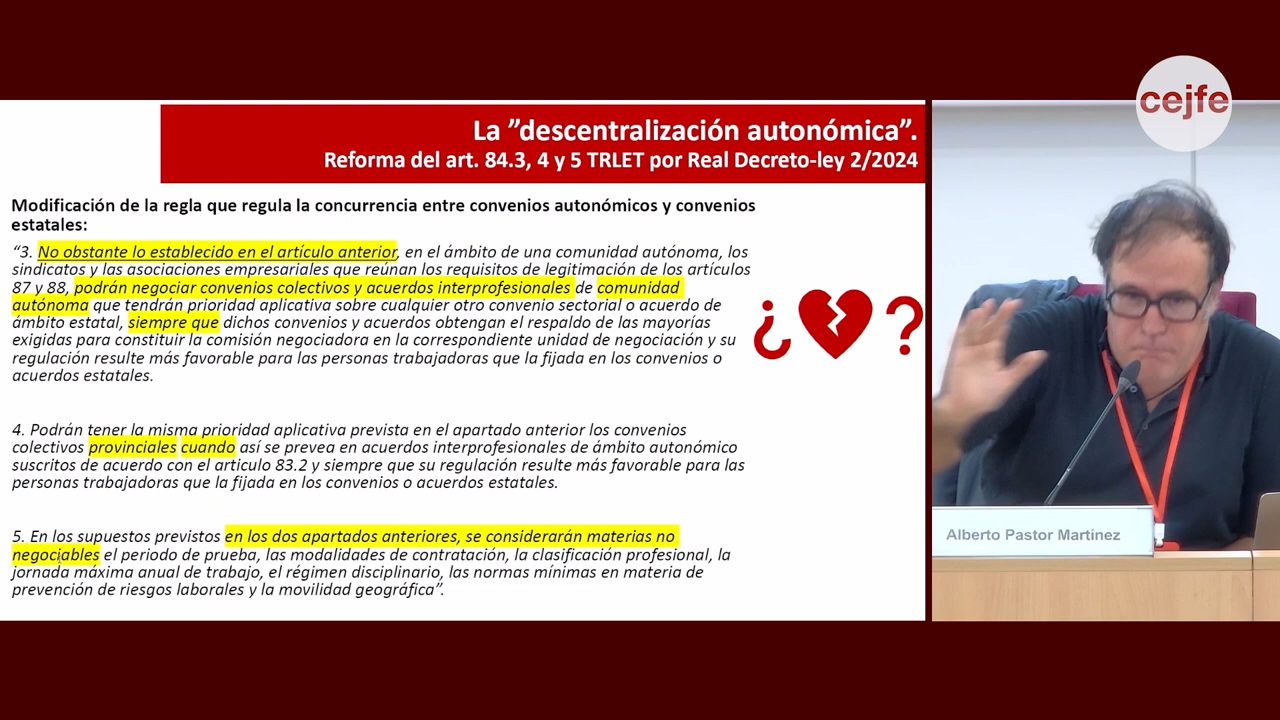 cejfe
La ”descentralización autonómica”.
Reforma del art. 84.3, 4 y 5 TRLET por Real Decreto-ley 2/2024
Modificación de la regla que regula la concurrencia entre convenios autonómicos y convenios
estatales:
“3. No obstante lo establecido en el artículo anterior, en el ámbito de una comunidad autónoma, los
sindicatos y las asociaciones empresariales que reúnan los requisitos de legitimación de los artículos
87 y 88, podrán negociar convenios colectivos y acuerdos interprofesionales de comunidad
autónoma que tendrán prioridad aplicativa sobre cualquier otro convenio sectorial o acuerdo de
ámbito estatal, siempre que dichos convenios y acuerdos obtengan el respaldo de las mayorías
exigidas para constituir la comisión negociadora en la correspondiente unidad de negociación y su
regulación resulte más favorable para las personas trabajadoras que la fijada en los convenios o
acuerdos estatales.
¿ ?
4. Podrán tener la misma prioridad aplicativa prevista en el apartado anterior los convenios
colectivos provinciales cuando así se prevea en acuerdos interprofesionales de ámbito autonómico
suscritos de acuerdo con el articulo 83.2 y siempre que su regulación resulte más favorable para las
personas trabajadoras que la fijada en los convenios o acuerdos estatales.
5. En los supuestos previstos en los dos apartados anteriores, se considerarán materias no
negociables el periodo de prueba, las modalidades de contratación, la clasificación profesional, la
jornada máxima anual de trabajo, el régimen disciplinario, las normas mínimas en materia de
prevención de riesgos laborales y la movilidad geográfica”.
Alberto Pastor Martínez